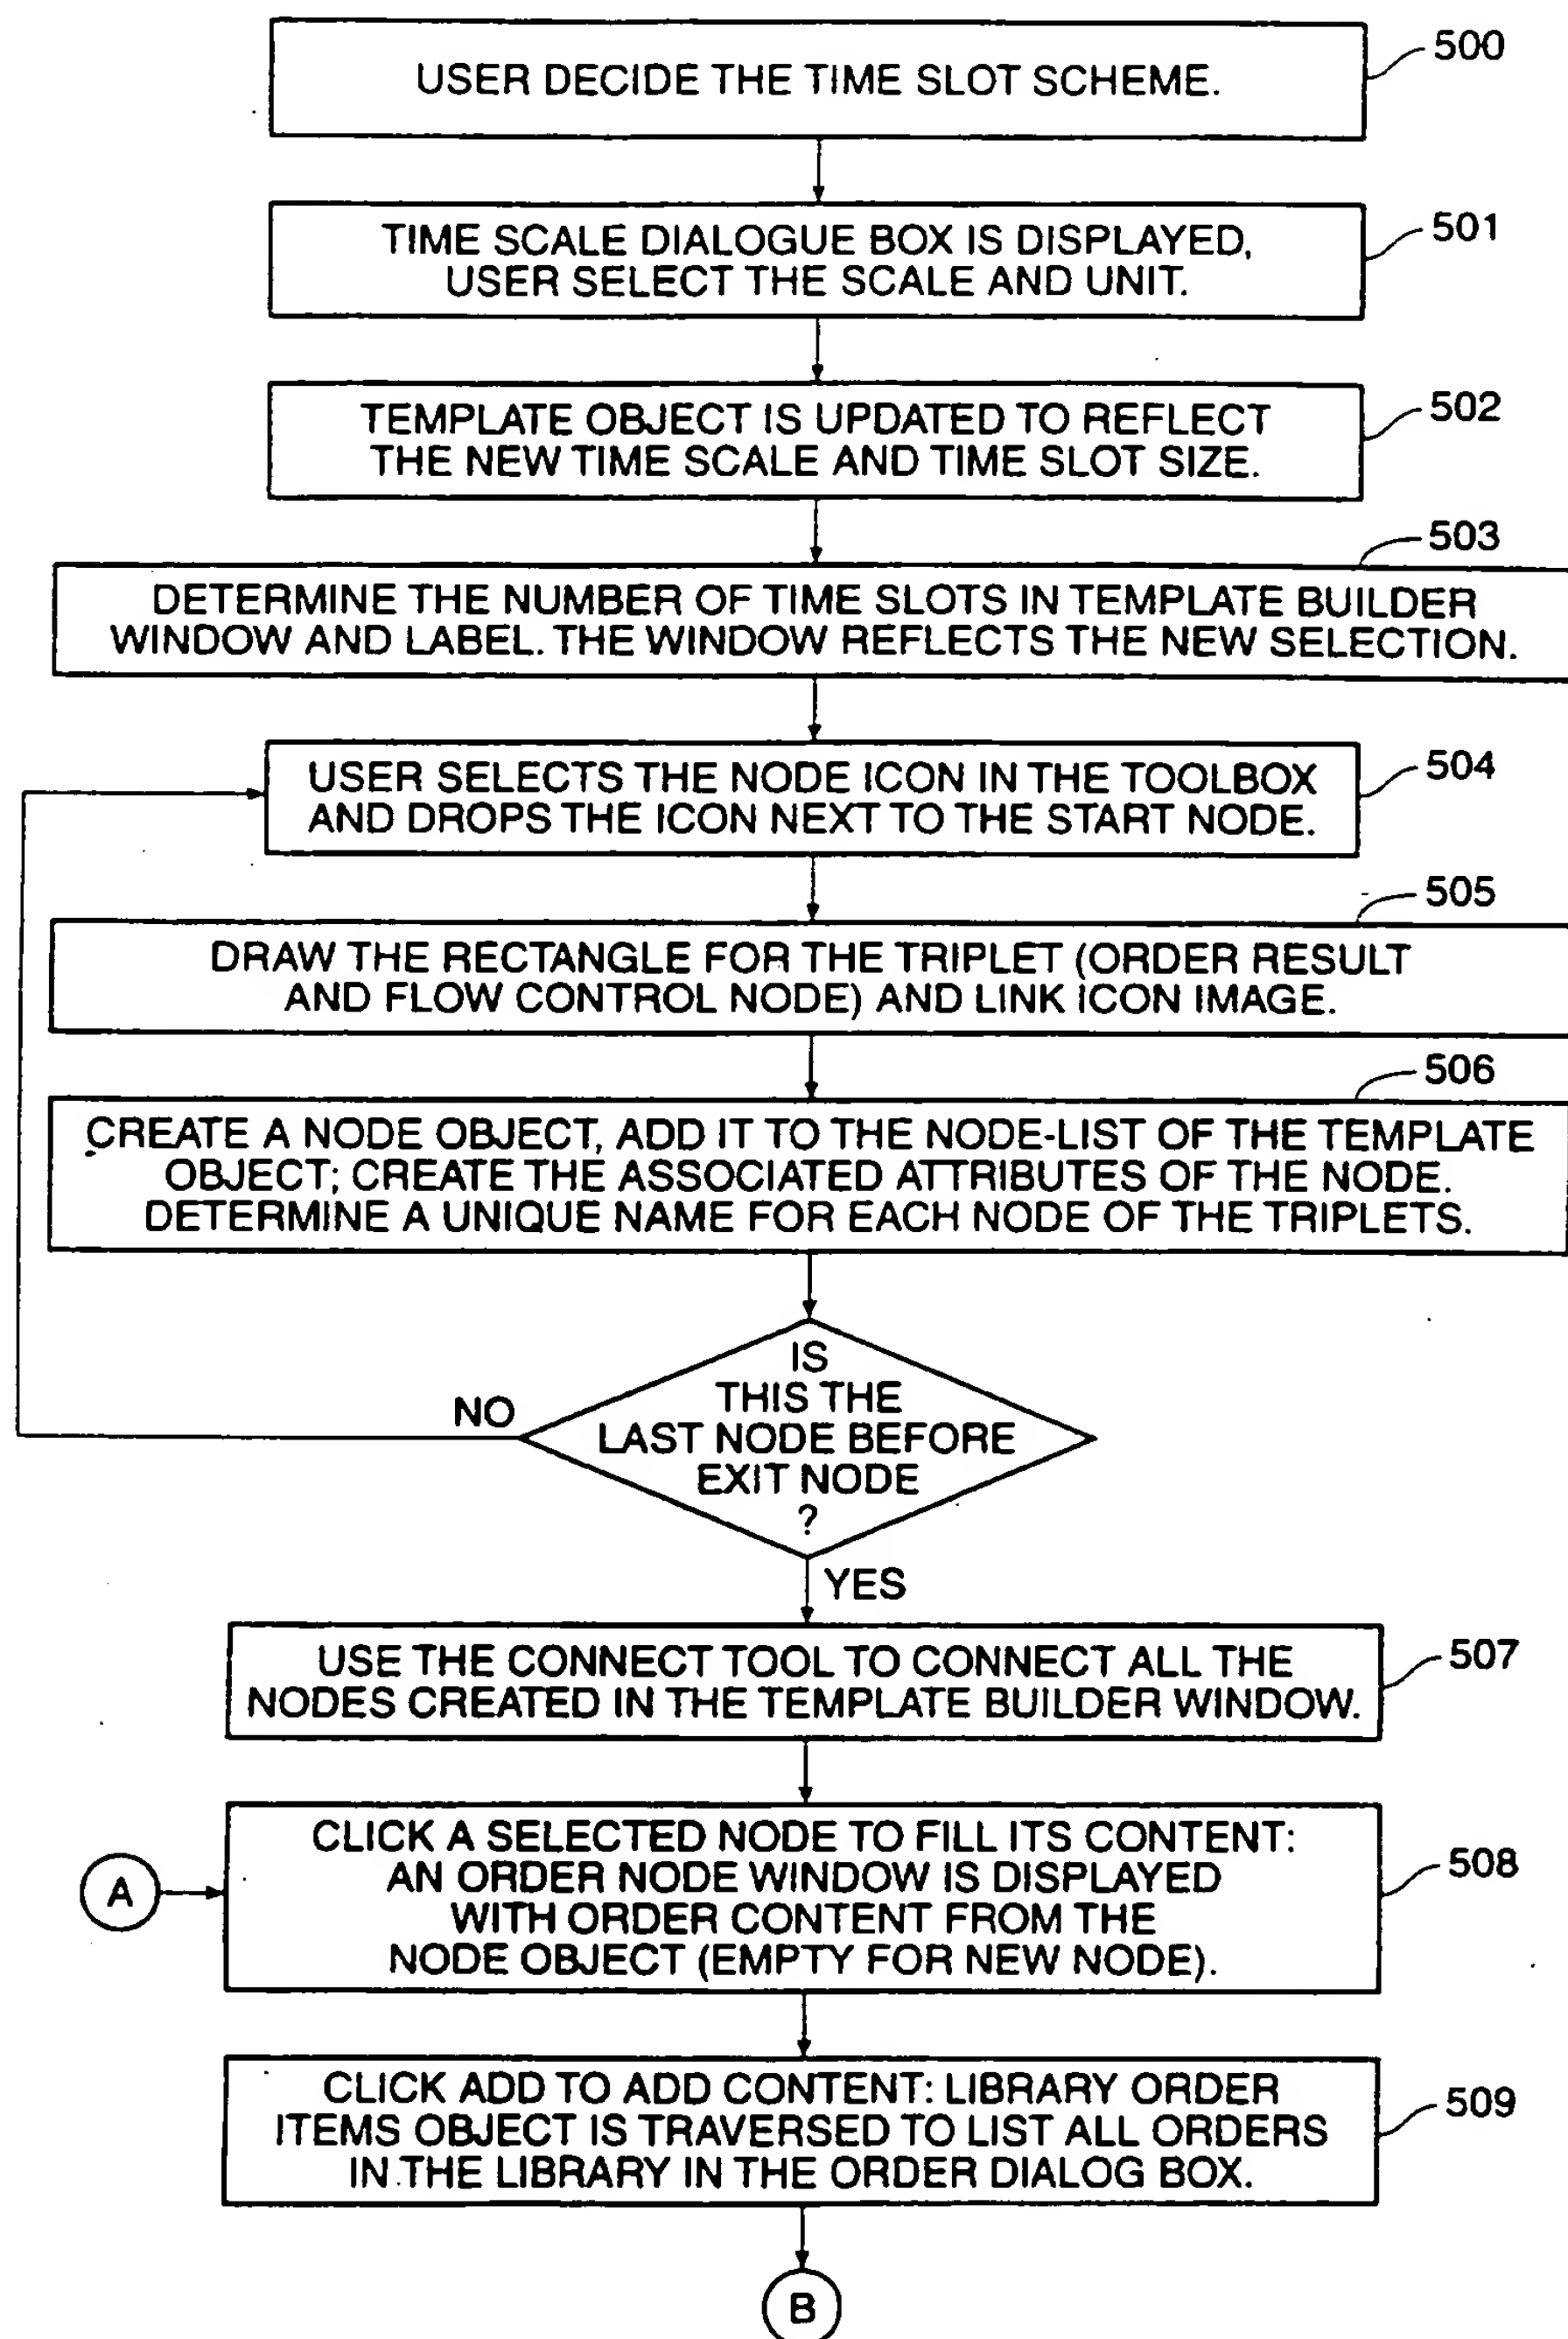 500
USER DECIDE THE TIME SLOT SCHEME.
501
TIME SCALE DIALOGUE BOX IS DISPLAYED,
USER SELECT THE SCALE AND UNIT.
502
TEMPLATE OBJECT IS UPDATED TO REFLECT
THE NEW TIME SCALE AND TIME SLOT SIZE.
503
DETERMINE THE NUMBER OF TIME SLOTS IN TEMPLATE BUILDER
WINDOW AND LABEL. THE WINDOW REFLECTS THE NEW SELECTION.
504
USER SELECTS THE NODE ICON IN THE TOOLBOX
AND DROPS THE ICON NEXT TO THE START NODE.
505
DRAW THE RECTANGLE FOR THE TRIPLET (ORDER RESULT
AND FLOW CONTROL NODE) AND LINK ICON IMAGE.
506
CREATE A NODE OBJECT, ADD IT TO THE NODE-LIST OF THE TEMPLATE
OBJECT; CREATE THE ASSOCIATED ATTRIBUTES OF THE NODE.
DETERMINE A UNIQUE NAME FOR EACH NODE OF THE TRIPLETS.
IS
THIS THE
LAST NODE BEFORE
EXIT NODE
?
NO
YES
507
USE THE CONNECT TOOL TO CONNECT ALL THE
NODES CREATED IN THE TEMPLATE BUILDER WINDOW.
508
CLICK A SELECTED NODE TO FILL ITS CONTENT:
AN ORDER NODE WINDOW IS DISPLAYED
WITH ORDER CONTENT FROM THE
NODE OBJECT (EMPTY FOR NEW NODE).
A
509
CLICK ADD TO ADD CONTENT: LIBRARY ORDER
ITEMS OBJECT IS TRAVERSED TO LIST ALL ORDERS
IN THE LIBRARY IN THE ORDER DIALOG BOX.
B